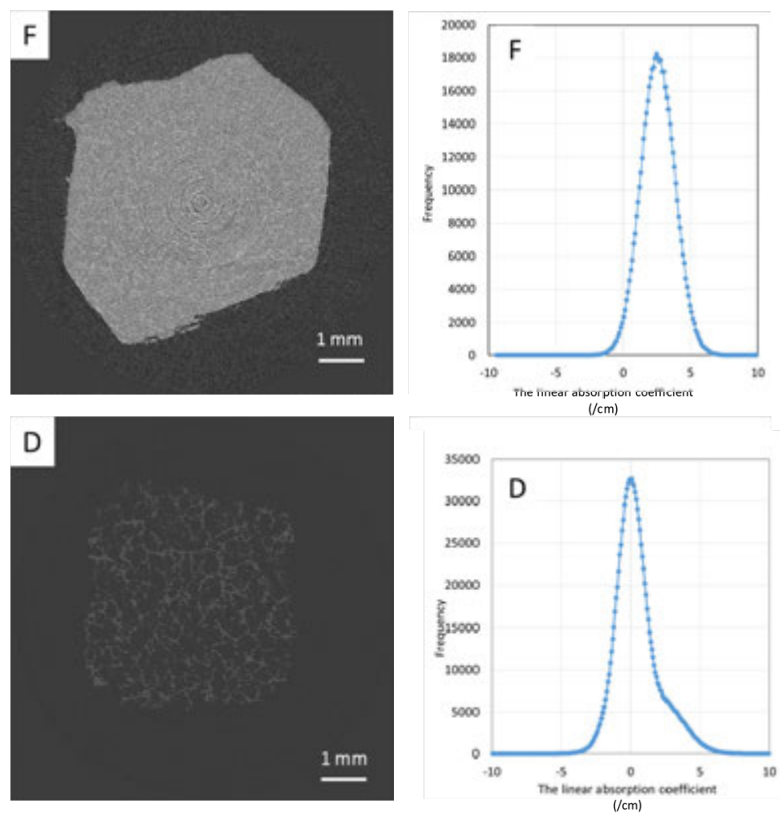 F
1 mm
F
20000
18000
16000
14000
12000
10000
8000
6000
4000
2000
0
Frequency
-10 -5 0 5 10
The linear absorption coefficient
(/cm)
D
1 mm
D
35000
30000
25000
20000
15000
10000
5000
0
Frequency
-10 -5 0 5 10
The linear absorption coefficient
(/cm)